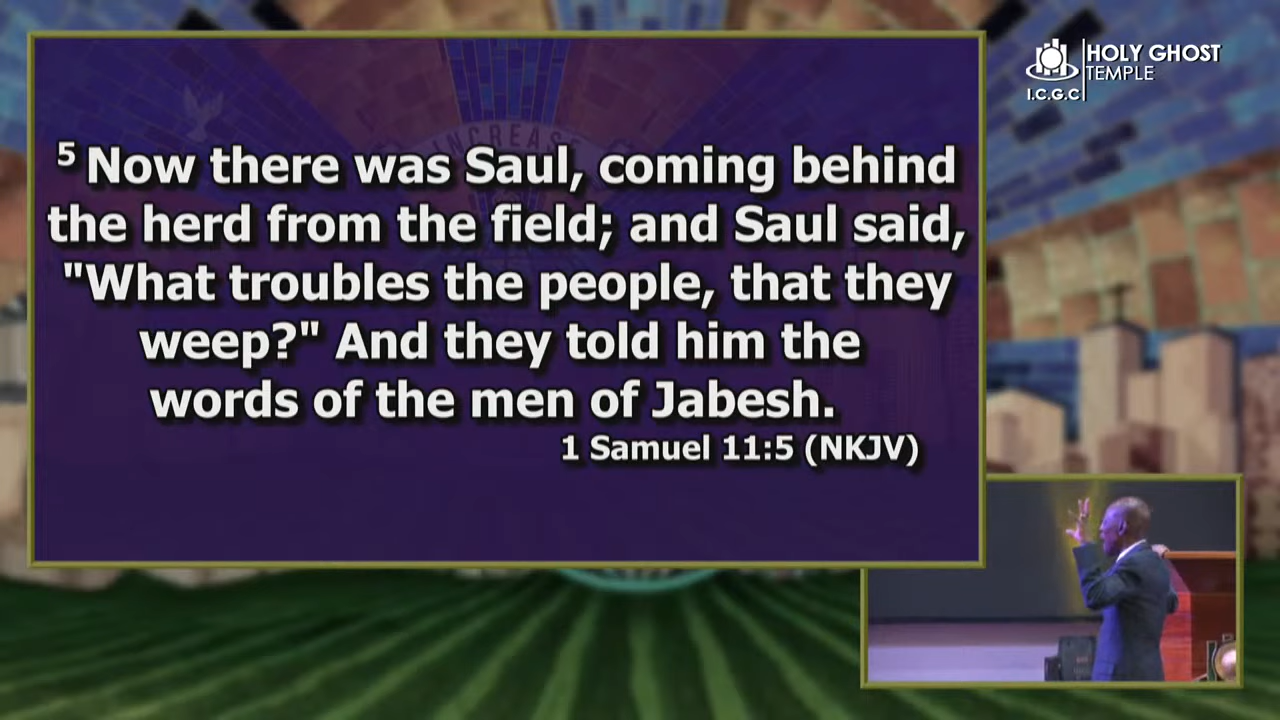 HOLY GHOST
TEMPLE
I.C.G.C
INCREASE
5 Now there was Saul, coming behind
the herd from the field; and Saul said,
"What troubles the people, that they
weep?" And they told him the
words of the men of Jabesh.
1 Samuel 11:5 (NKJV)